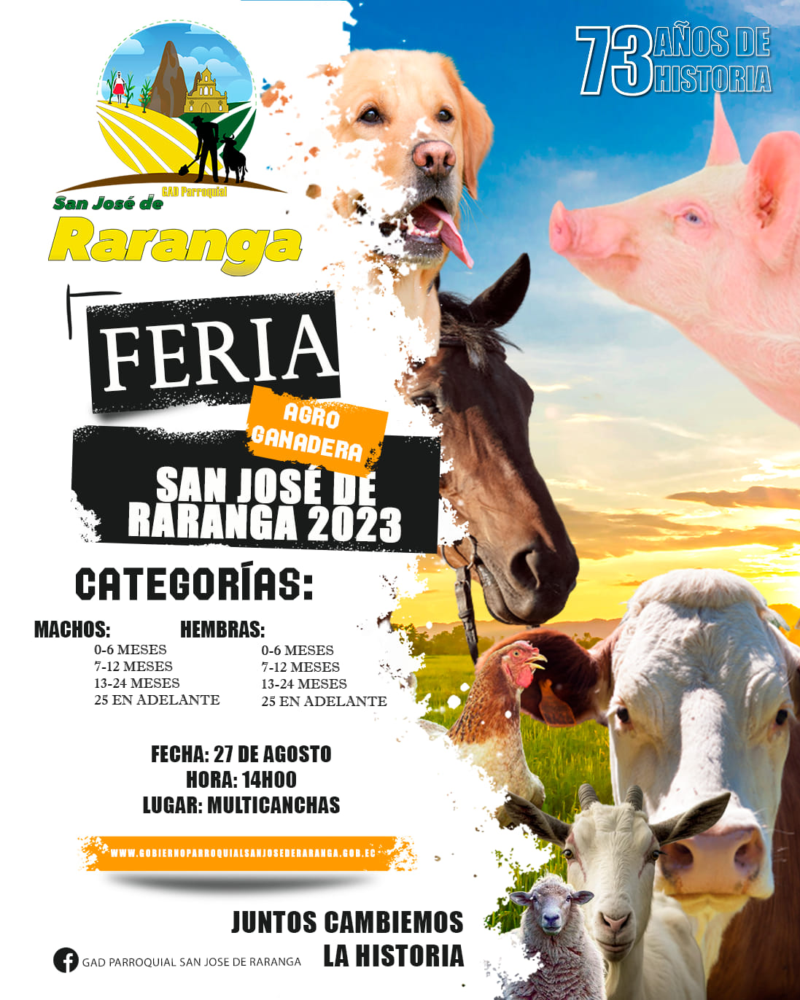 73 AÑOS DE
HISTORIA
GAD Parroquial
San José de
Raranga
FERIA
AGRO
GANADERA
SAN JOSÉ DE
RARANGA 2023
CATEGORÍAS:
MACHOS:
0-6 MESES
7-12 MESES
13-24 MESES
25 EN ADELANTE
HEMBRAS:
0-6 MESES
7-12 MESES
13-24 MESES
25 EN ADELANTE
FECHA: 27 DE AGOSTO
HORA: 14H00
LUGAR: MULTICANCHAS
WWW.GOBIERNOPARROQUIALSANJOSEDERARANGA.GOB.EC
JUNTOS CAMBIEMOS
LA HISTORIA
GAD PARROQUIAL SAN JOSE DE RARANGA